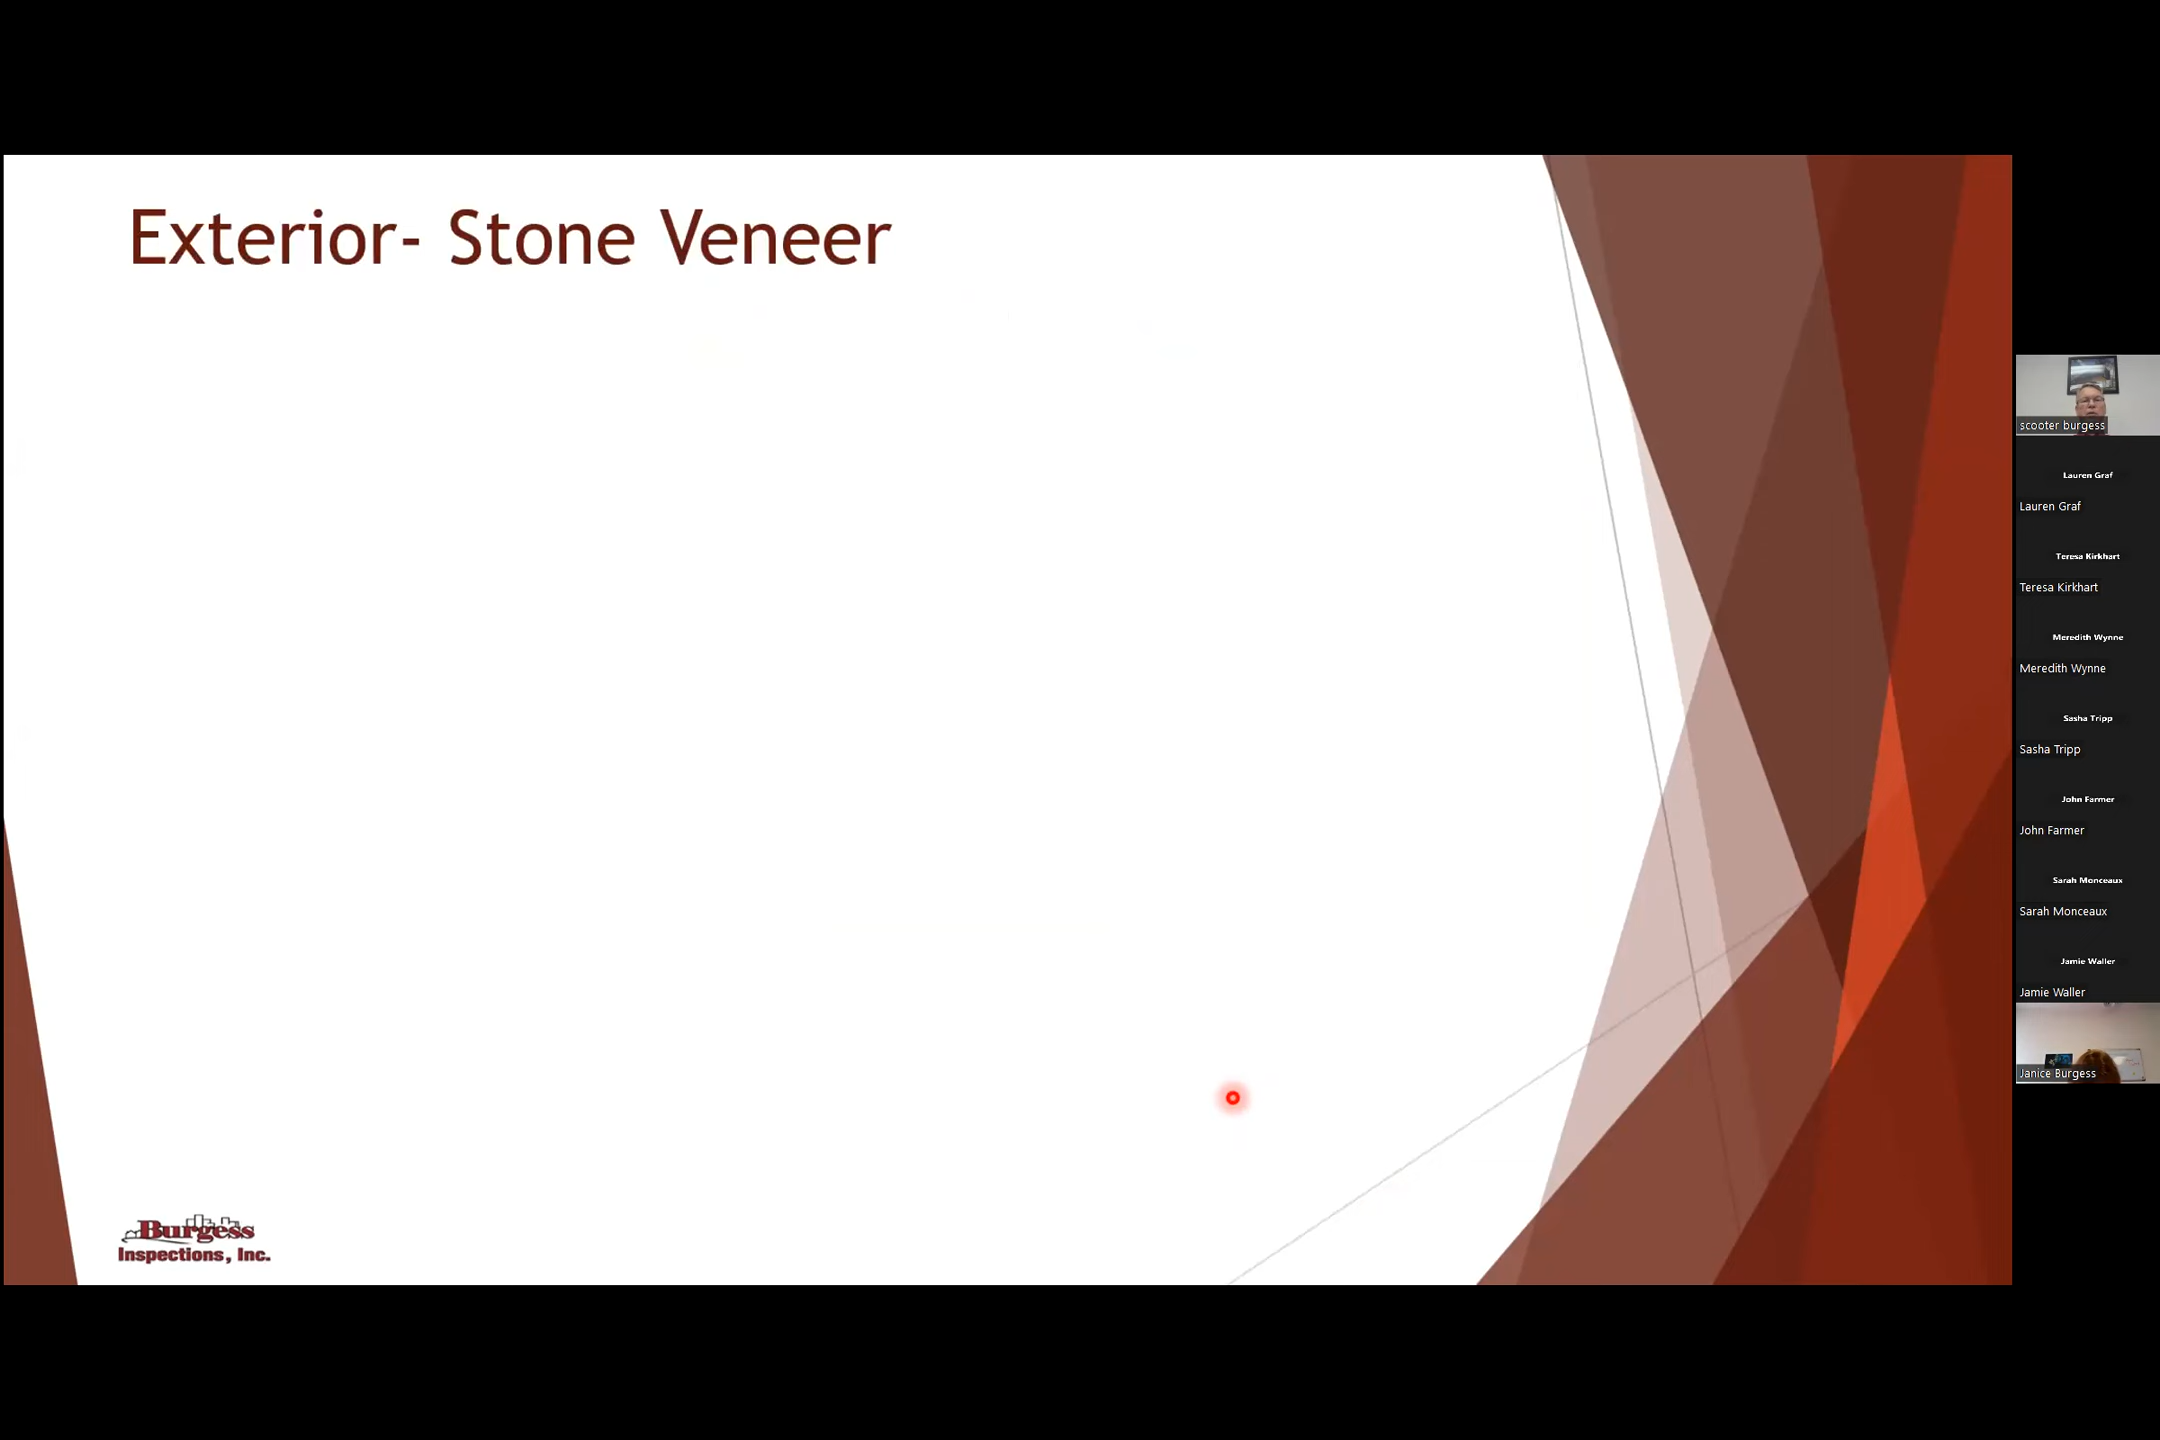 Exterior- Stone Veneer
Burgess
Inspections, Inc.
scooter burgess
Lauren Graf
Lauren Graf
Teresa Kirkhart
Teresa Kirkhart
Meredith Wynne
Meredith Wynne
Sasha Tripp
Sasha Tripp
John Farmer
John Farmer
Sarah Monceaux
Sarah Monceaux
Jamie Waller
Jamie Waller
Janice Burgess